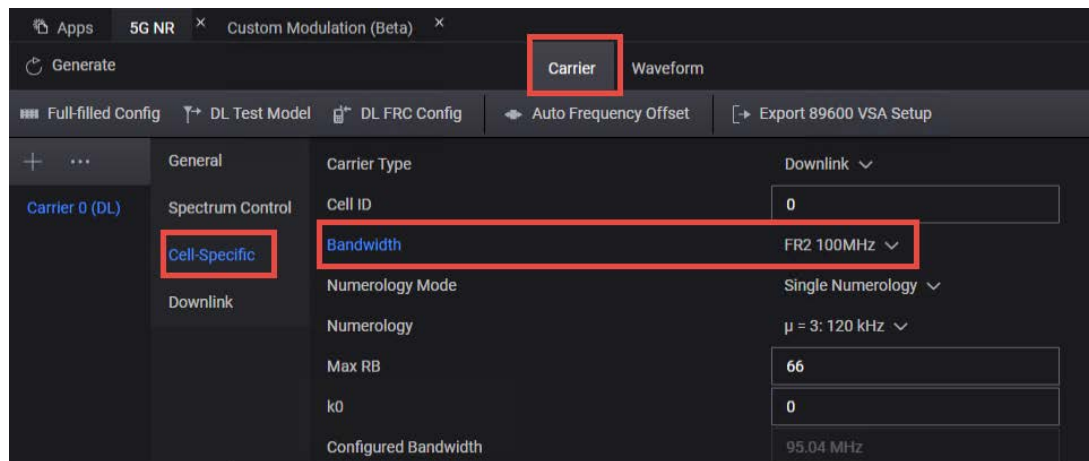 Apps 5G NR × Custom Modulation (Beta) ×
Generate Carrier Waveform
Full-filled Config DL Test Model DL FRC Config Auto Frequency Offset Export 89600 VSA Setup
+ ... General Carrier Type Downlink
Carrier 0 (DL) Spectrum Control Cell ID 0
Cell-Specific Bandwidth FR2 100MHz
Numerology Mode Single Numerology
Downlink
Numerology μ = 3: 120 kHz
Max RB 66
k0 0
Configured Bandwidth 95.04 MHz